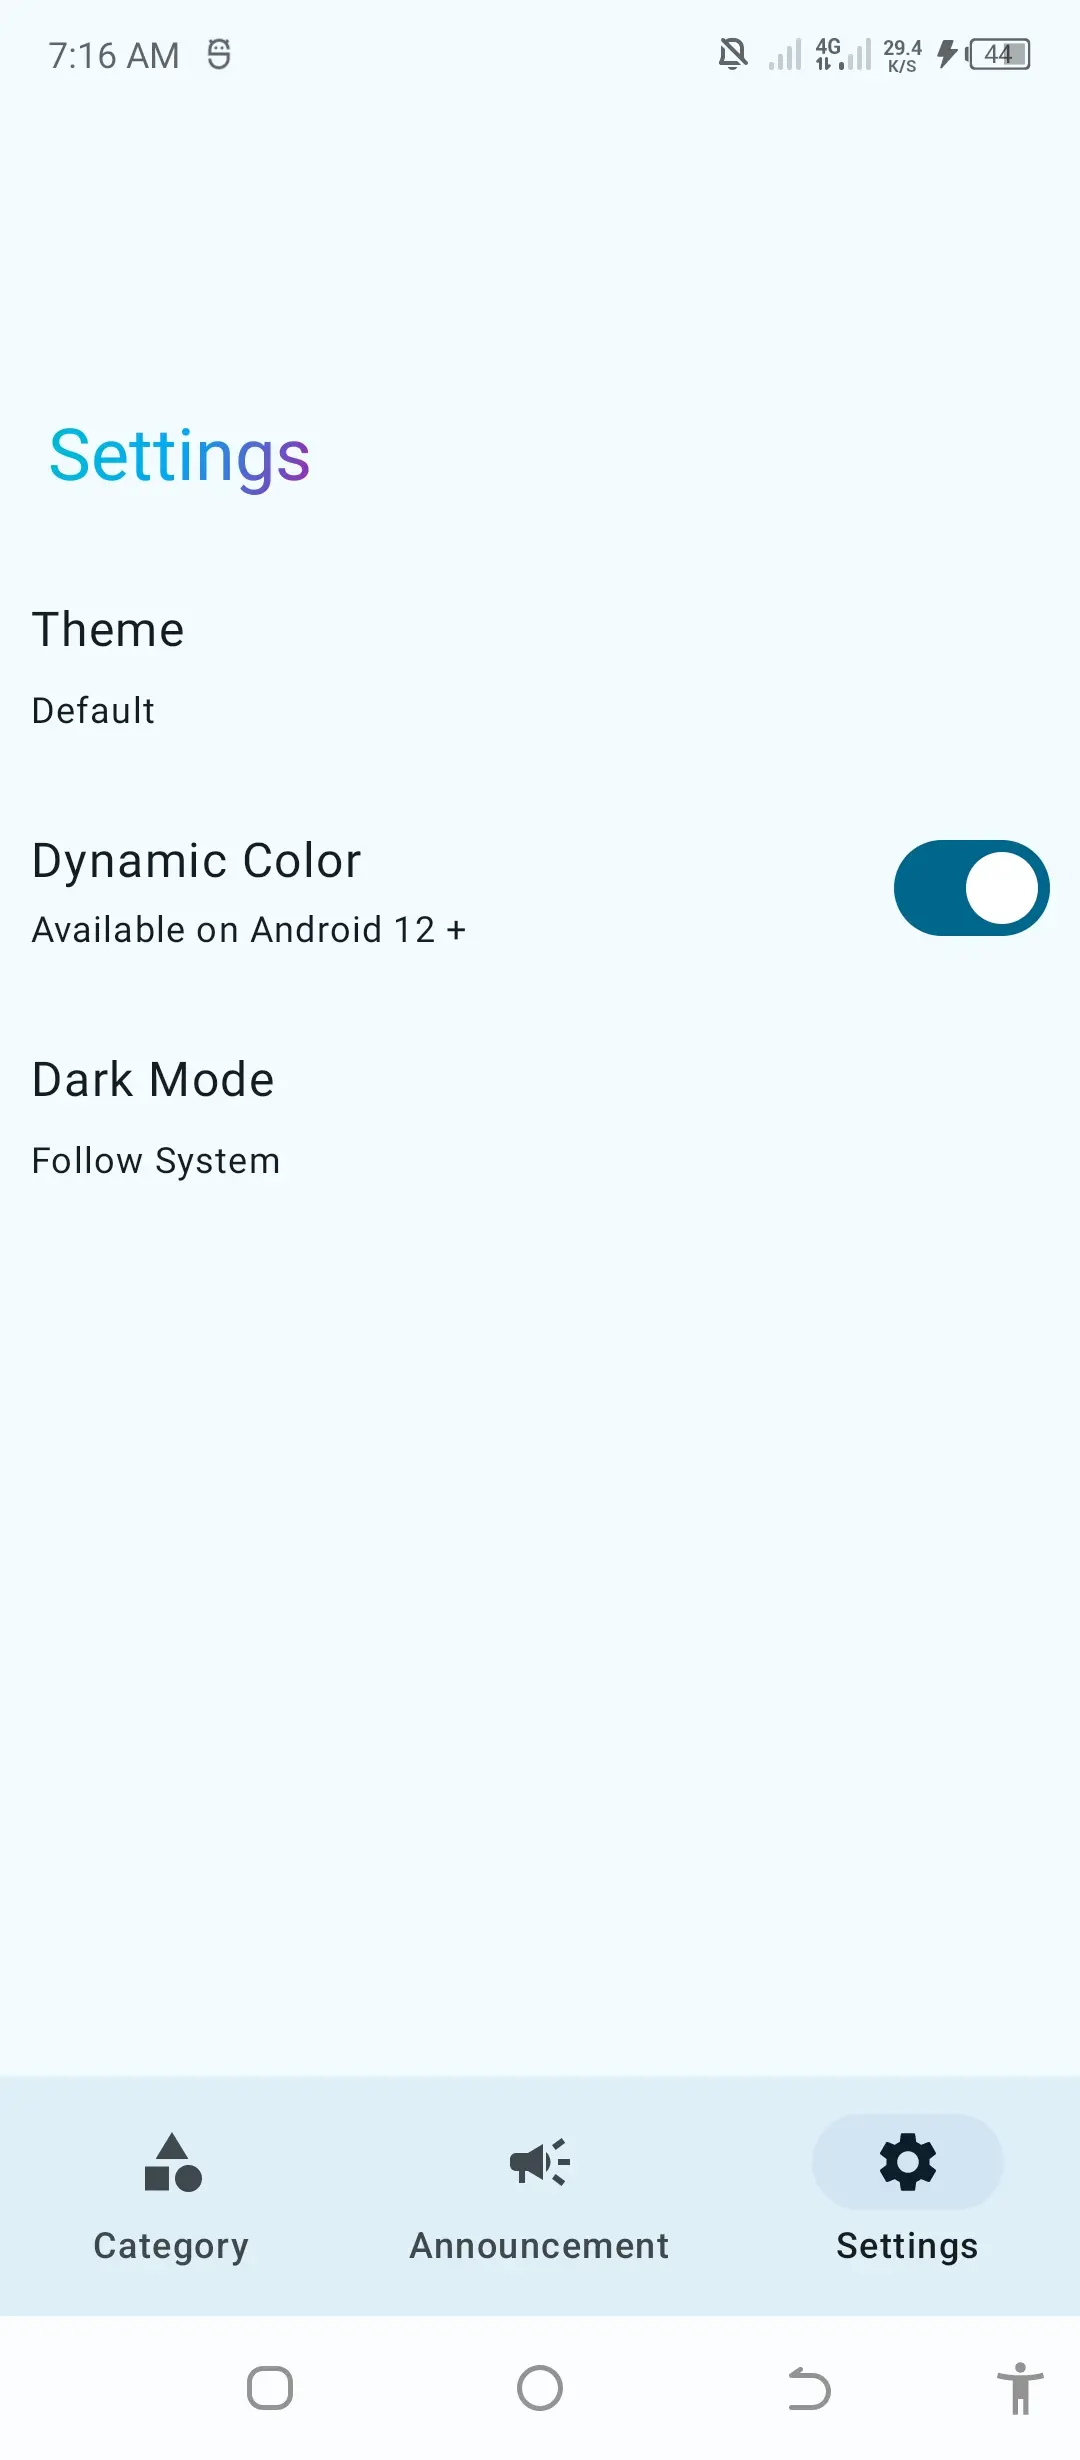 7:16 AM
4G
29.4
K/S
44
Settings
Theme
Default
Dynamic Color
Available on Android 12 +
Dark Mode
Follow System
Category
Announcement
Settings